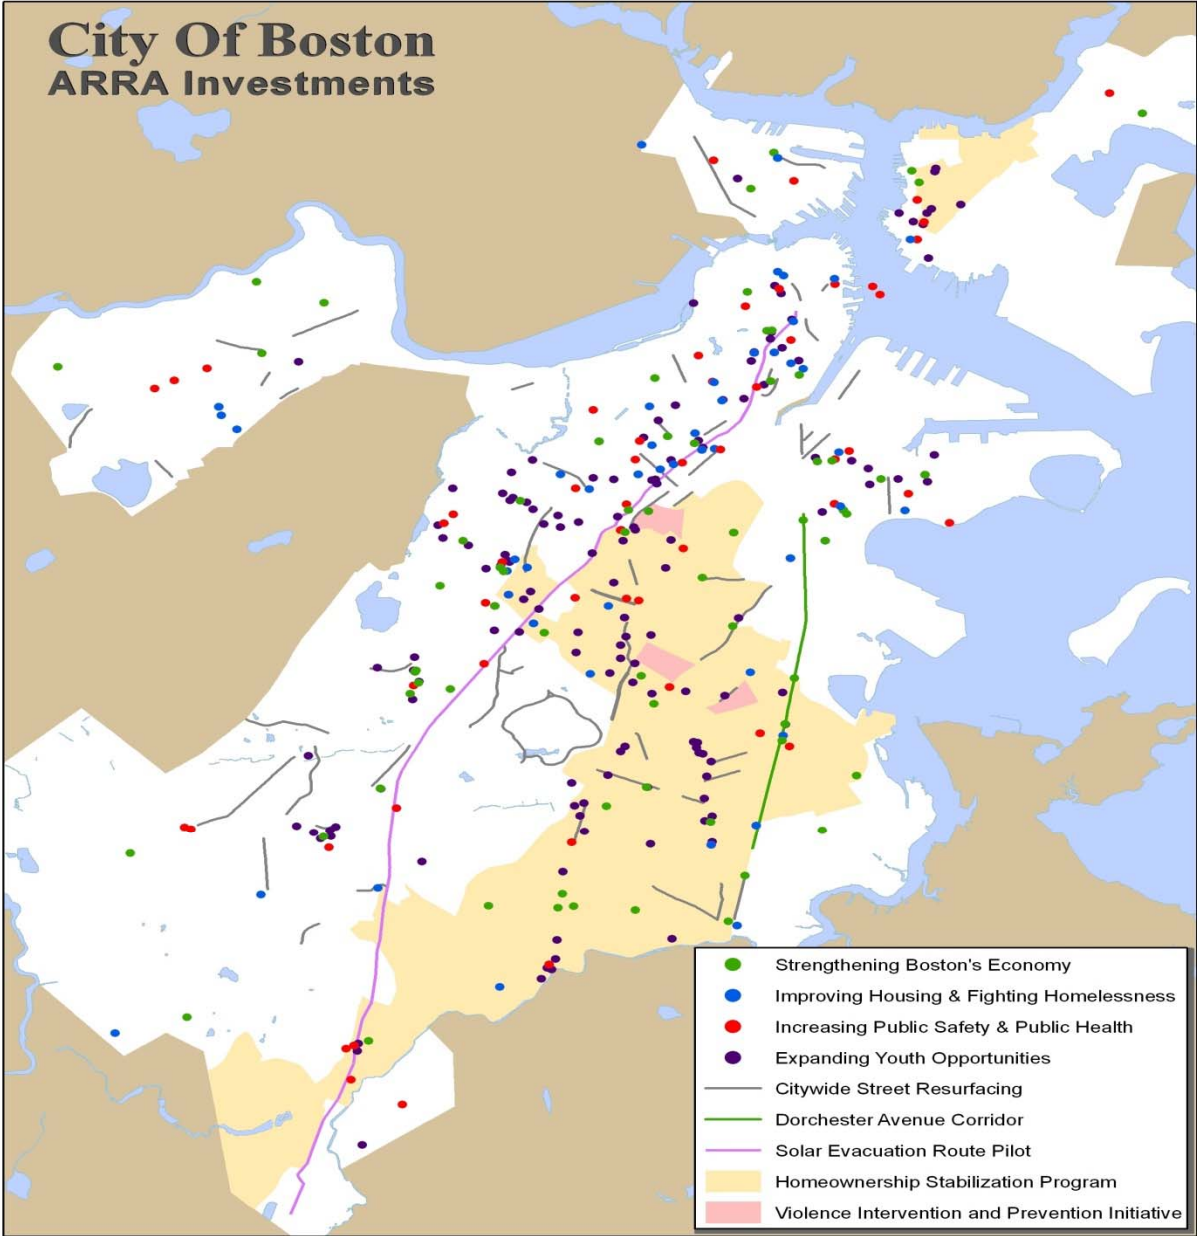 City Of Boston
ARRA Investments
Strengthening Boston's Economy
Improving Housing & Fighting Homelessness
Increasing Public Safety & Public Health
Expanding Youth Opportunities
Citywide Street Resurfacing
Dorchester Avenue Corridor
Solar Evacuation Route Pilot
Homeownership Stabilization Program
Violence Intervention and Prevention Initiative